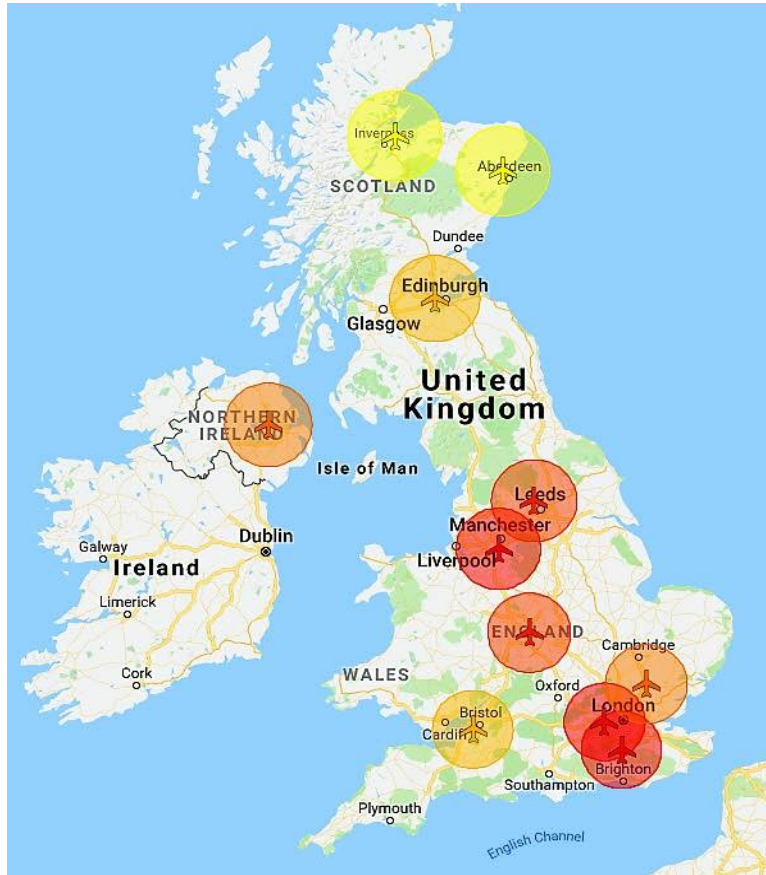 Inverness
Aberdeen
SCOTLAND
Dundee
Edinburgh
Glasgow
United
Kingdom
NORTHERN
IRELAND
Isle of Man
Leeds
Manchester
Liverpool
Dublin
Galway
Ireland
Limerick
ENGLAND
Cambridge
Cork
WALES
Oxford
London
Bristol
Cardiff
Brighton
Southampton
Plymouth
English Channel